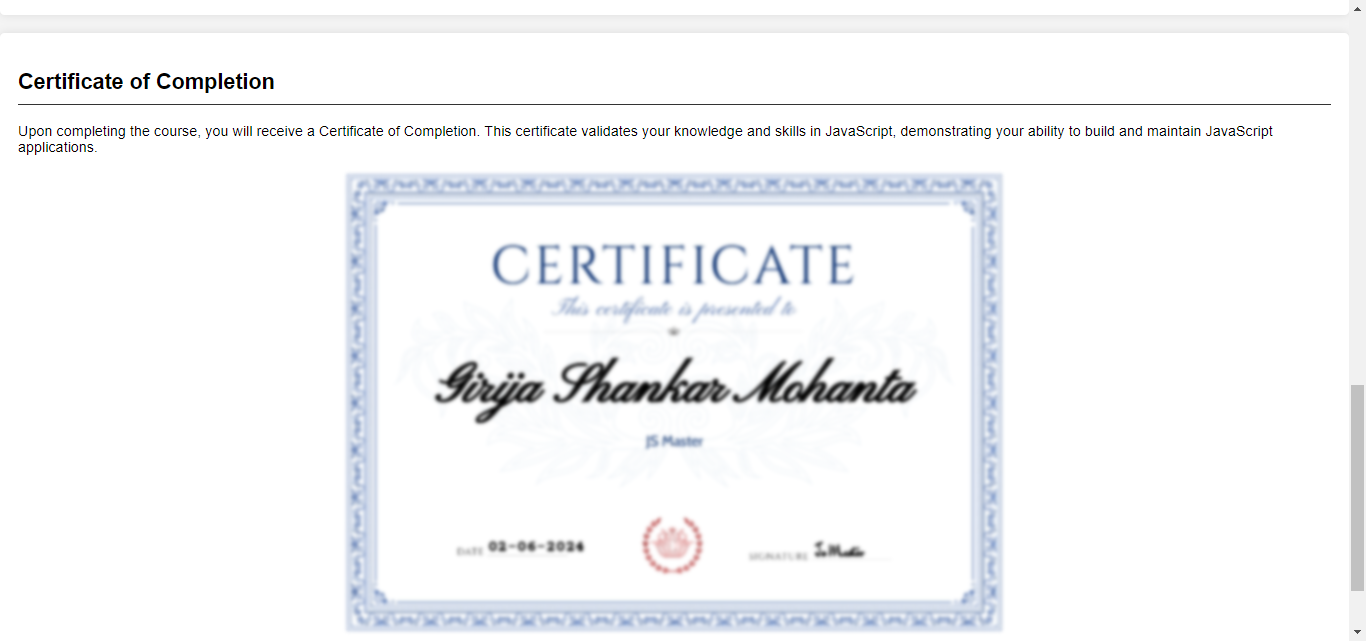 Certificate of Completion
Upon completing the course, you will receive a Certificate of Completion. This certificate validates your knowledge and skills in JavaScript, demonstrating your ability to build and maintain JavaScript
applications.
CERTIFICATE
This certificate is presented to
Girija Shankar Mohanta
JS Master
DATE 02-06-2024
SIGNATURE